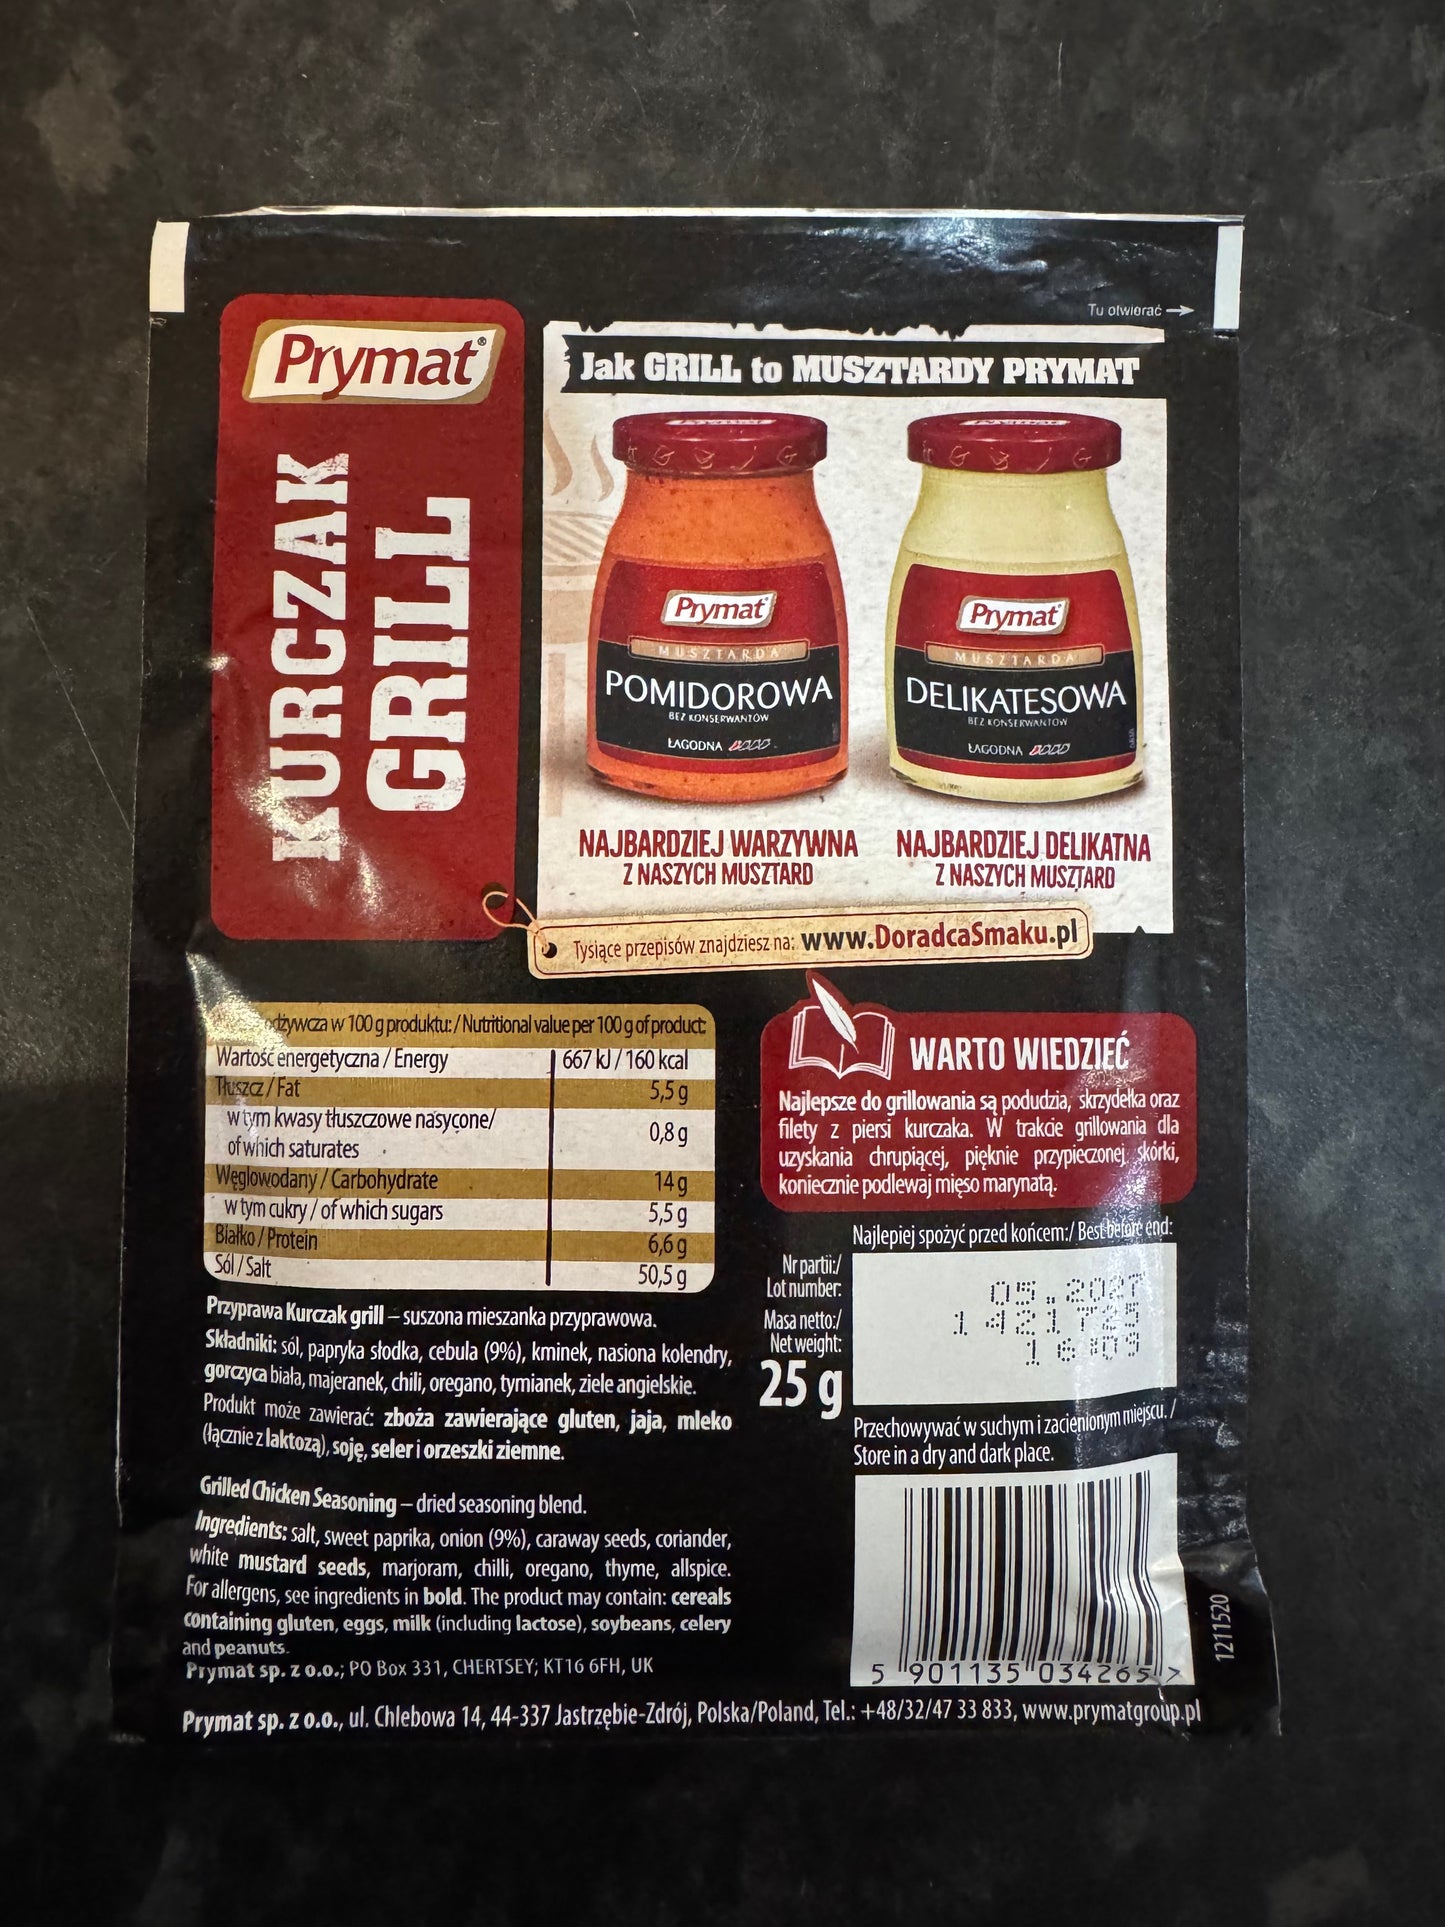 Tu otwierać
Prymat®
KURCZAK
GRILL
Jak GRILL to MUSZTARDY PRYMAT
Prymat
MUSZTARDA
POMIDOROWA
BEZ KONSERWANTÓW
ŁAGODNA
Prymat
MUSZTARDA
DELIKATESOWA
BEZ KONSERWANTÓW
ŁAGODNA
NAJBARDZIEJ WARZYWNA
Z NASZYCH MUSZTARD
NAJBARDZIEJ DELIKATNA
Z NASZYCH MUSZTARD
Tysiące przepisów znajdziesz na: www.DoradcaSmaku.pl
odżywcza w 100 g produktu: / Nutritional value per 100 g of product:
Wartość energetyczna / Energy 667 kJ / 160 kcal
Tłuszcz / Fat 5,5 g
w tym kwasy tłuszczowe nasycone/
of which saturates 0,8 g
Węglowodany / Carbohydrate 14 g
w tym cukry / of which sugars 5,5 g
Białko / Protein 6,6 g
Sól / Salt 50,5 g
Przyprawa Kurczak grill – suszona mieszanka przyprawowa.
Składniki: sól, papryka słodka, cebula (9%), kminek, nasiona kolendry,
gorczyca biała, majeranek, chili, oregano, tymianek, ziele angielskie.
Produkt może zawierać: zboża zawierające gluten, jaja, mleko
(łącznie z laktozą), soję, seler i orzeszki ziemne.
Grilled Chicken Seasoning – dried seasoning blend.
Ingredients: salt, sweet paprika, onion (9%), caraway seeds, coriander,
white mustard seeds, marjoram, chilli, oregano, thyme, allspice.
For allergens, see ingredients in bold. The product may contain: cereals
containing gluten, eggs, milk (including lactose), soybeans, celery
and peanuts.
Prymat sp. z o.o.; PO Box 331, CHERTSEY; KT16 6FH, UK
WARTO WIEDZIEĆ
Najlepsze do grillowania są podudzia, skrzydełka oraz
filety z piersi kurczaka. W trakcie grillowania dla
uzyskania chrupiącej, pięknie przypieczonej skórki,
koniecznie podlewaj mięso marynatą.
Najlepiej spożyć przed końcem:/ Best before end:
Nr partii:/
Lot number:
Masa netto:/
Net weight:
25 g
05.2027
1421T25
16:09
Przechowywać w suchym i zacienionym miejscu. /
Store in a dry and dark place.
5 901135 034265 >
1211520
Prymat sp. z o.o., ul. Chlebowa 14, 44-337 Jastrzębie-Zdrój, Polska/Poland, Tel.: +48/32/47 33 833, www.prymatgroup.pl